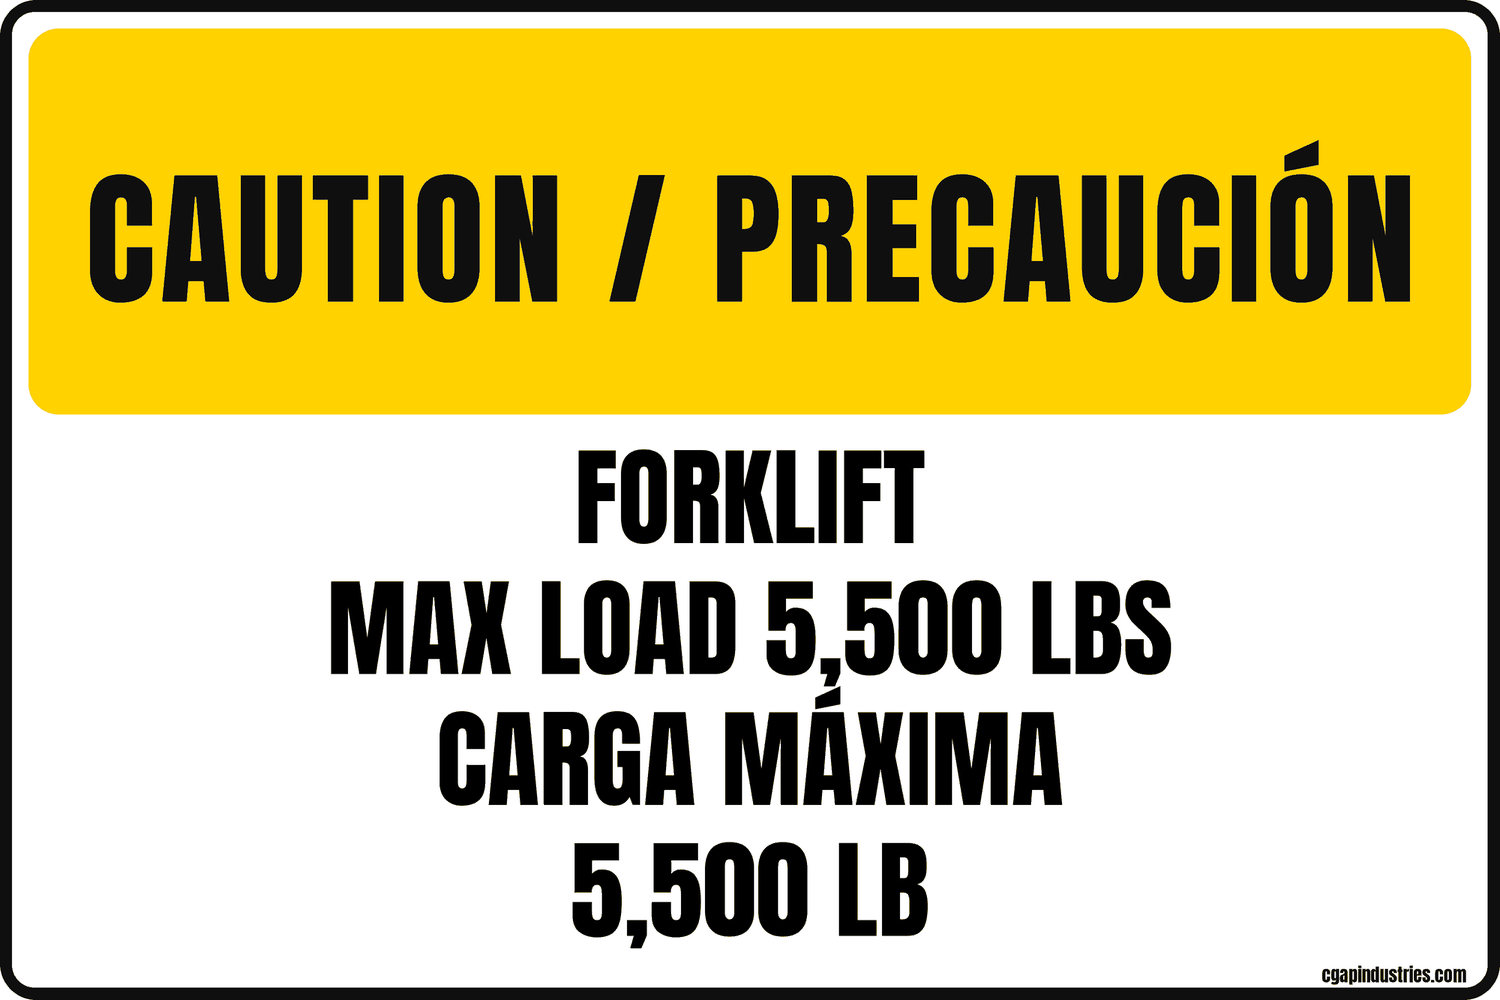 CAUTION / PRECAUCIÓN
FORKLIFT
MAX LOAD 5,500 LBS
CARGA MÁXIMA
5,500 LB
cgapindustries.com